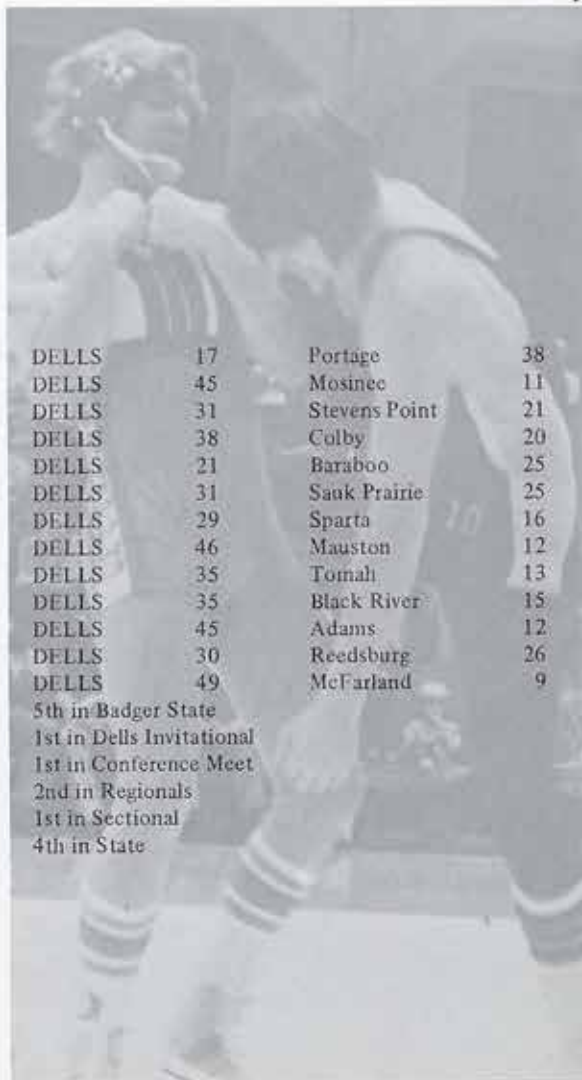 DELLS 17 Portage 38
DELLS 45 Mosinee 11
DELLS 31 Stevens Point 21
DELLS 38 Colby 20
DELLS 21 Baraboo 25
DELLS 31 Sauk Prairie 25
DELLS 29 Sparta 16
DELLS 46 Mauston 12
DELLS 35 Tomah 13
DELLS 35 Black River 15
DELLS 45 Adams 12
DELLS 30 Reedsburg 26
DELLS 49 McFarland 9
5th in Badger State
1st in Dells Invitational
1st in Conference Meet
2nd in Regionals
1st in Sectional
4th in State